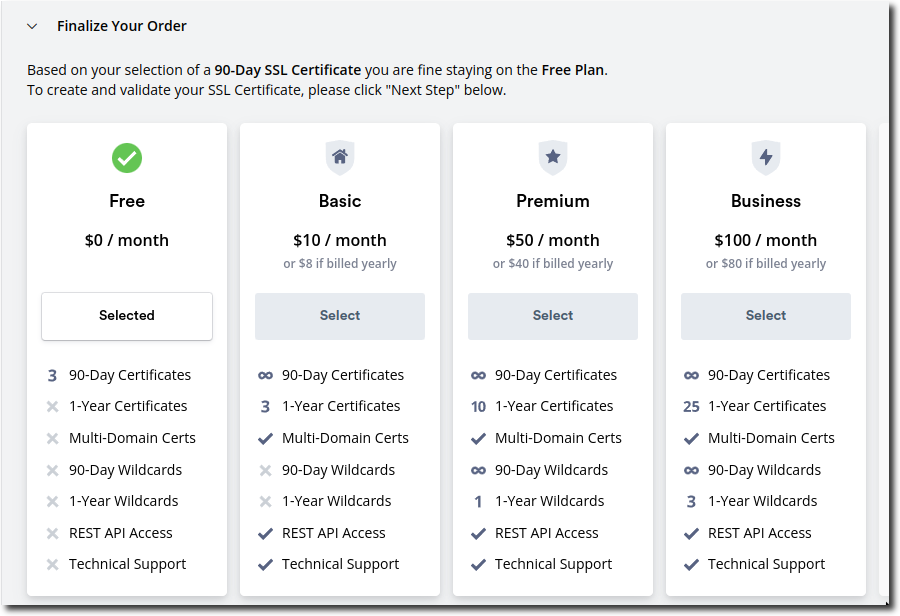 Finalize Your Order
Based on your selection of a 90-Day SSL Certificate you are fine staying on the Free Plan.
To create and validate your SSL Certificate, please click "Next Step" below.
Free
$0 / month
Selected
3 90-Day Certificates
1-Year Certificates
Multi-Domain Certs
90-Day Wildcards
1-Year Wildcards
REST API Access
Technical Support
Basic
$10 / month
or $8 if billed yearly
Select
∞ 90-Day Certificates
3 1-Year Certificates
Multi-Domain Certs
90-Day Wildcards
1-Year Wildcards
REST API Access
Technical Support
Premium
$50 / month
or $40 if billed yearly
Select
∞ 90-Day Certificates
10 1-Year Certificates
Multi-Domain Certs
∞ 90-Day Wildcards
1 1-Year Wildcards
REST API Access
Technical Support
Business
$100 / month
or $80 if billed yearly
Select
∞ 90-Day Certificates
25 1-Year Certificates
Multi-Domain Certs
∞ 90-Day Wildcards
3 1-Year Wildcards
REST API Access
Technical Support